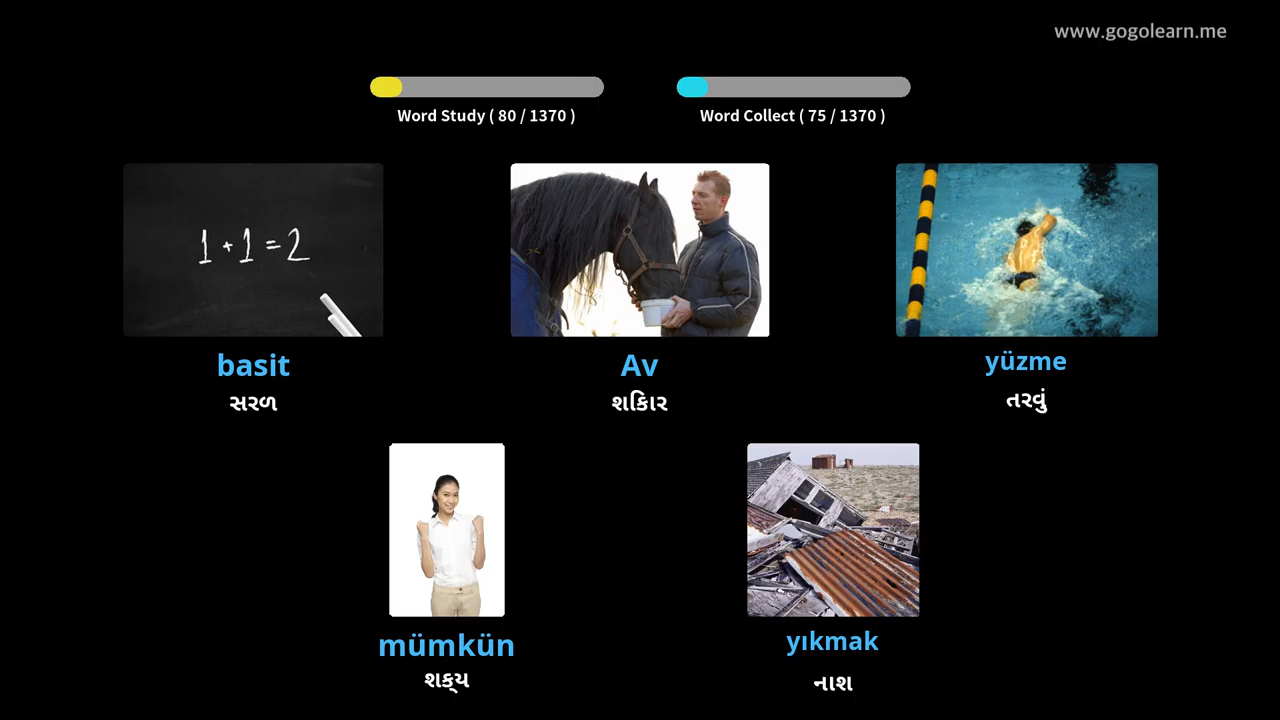 www.gogolearn.me
Word Study ( 80 / 1370 )
Word Collect ( 75 / 1370 )
1 + 1 = 2
basit
સરળ
Av
શિકાર
yüzme
તરવું
mümkün
શક્ય
yıkmak
નાશ